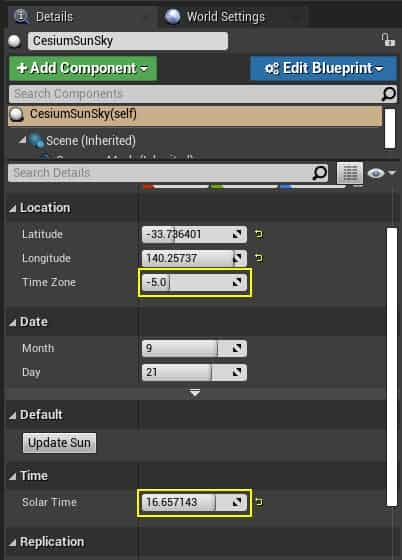 Details
World Settings
CesiumSunSky
+ Add Component
Edit Blueprint
Search Components
CesiumSunSky(self)
Scene (Inherited)
Search Details
Location
Latitude -33.736401
Longitude 140.25737
Time Zone -5.0
Date
Month 9
Day 21
Default
Update Sun
Time
Solar Time 16.657143
Replication